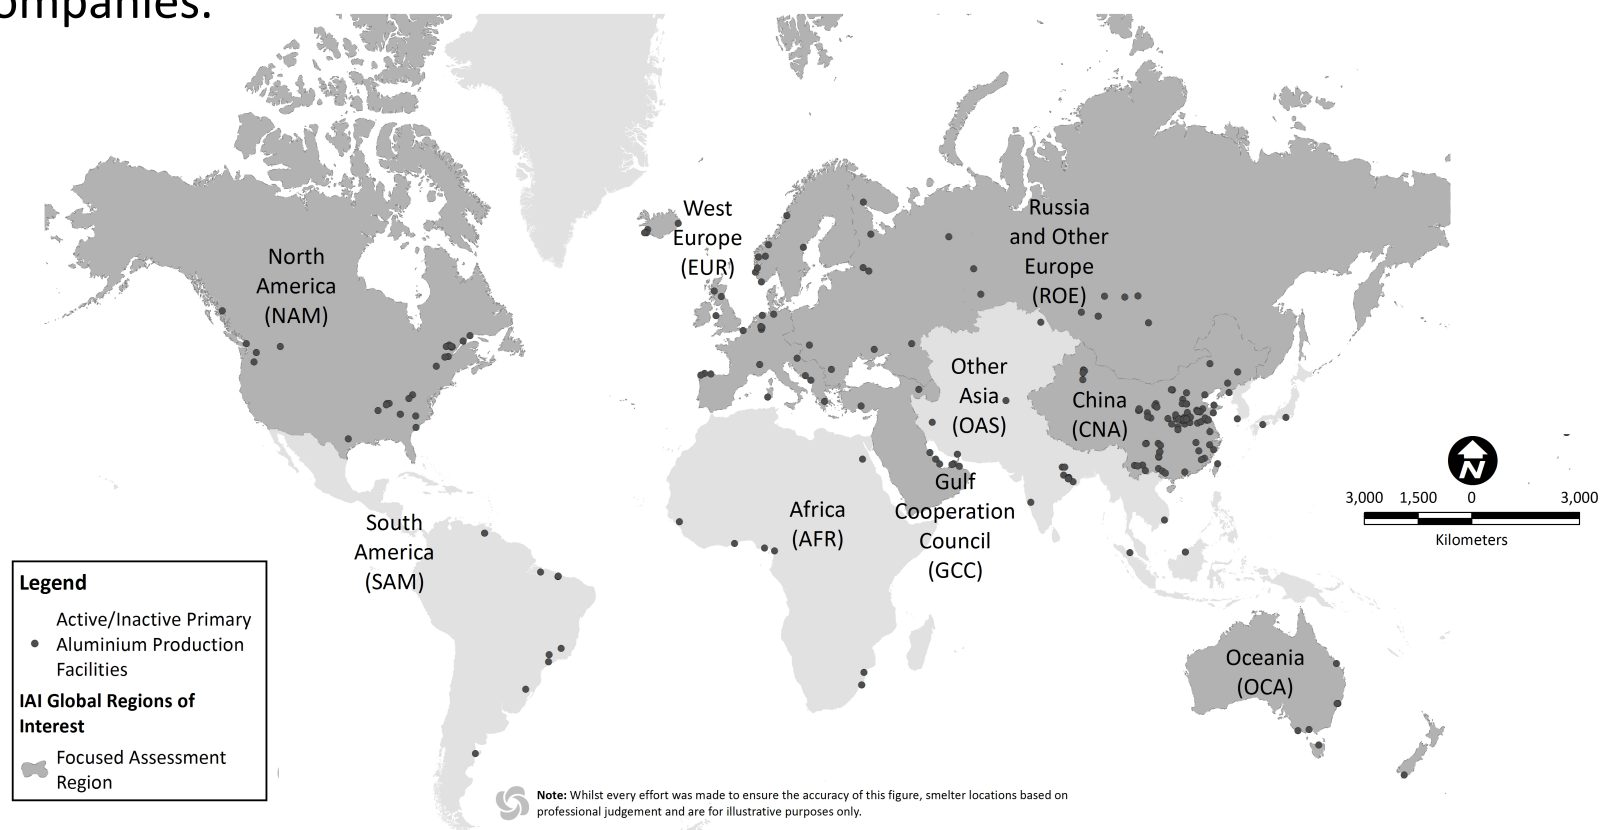 ompanies.
West
Europe
(EUR)
Russia
and Other
Europe
(ROE)
North
America
(NAM)
Other
Asia
(OAS)
China
(CNA)
Gulf
Cooperation
Council
(GCC)
Africa
(AFR)
South
America
(SAM)
Oceania
(OCA)
N
3,000 1,500 0 3,000
Kilometers
Legend
Active/Inactive Primary
Aluminium Production
Facilities
IAI Global Regions of
Interest
Focused Assessment
Region
Note: Whilst every effort was made to ensure the accuracy of this figure, smelter locations based on
professional judgement and are for illustrative purposes only.